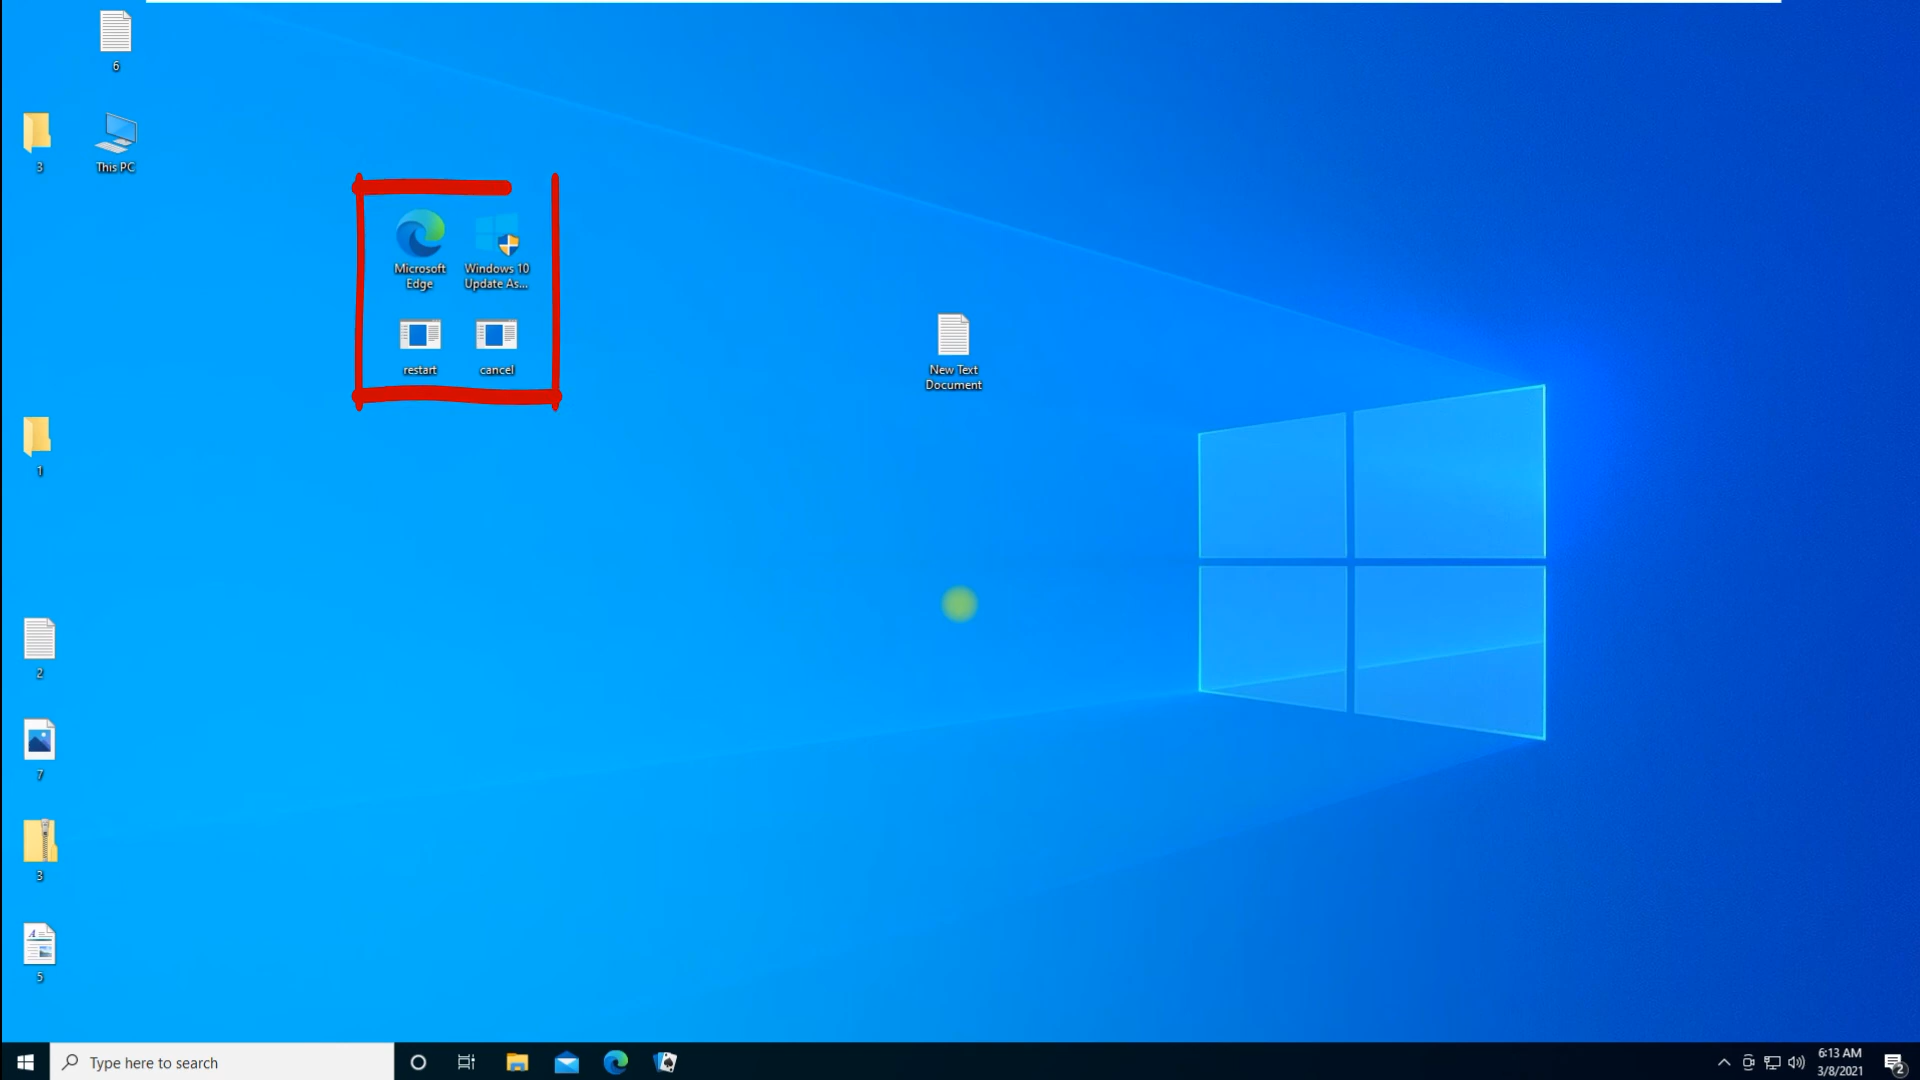 6
3
This PC
Microsoft
Edge
Windows 10
Update As...
restart
cancel
New Text
Document
1
2
7
3
5
Type here to search
6:13 AM
3/8/2021
2